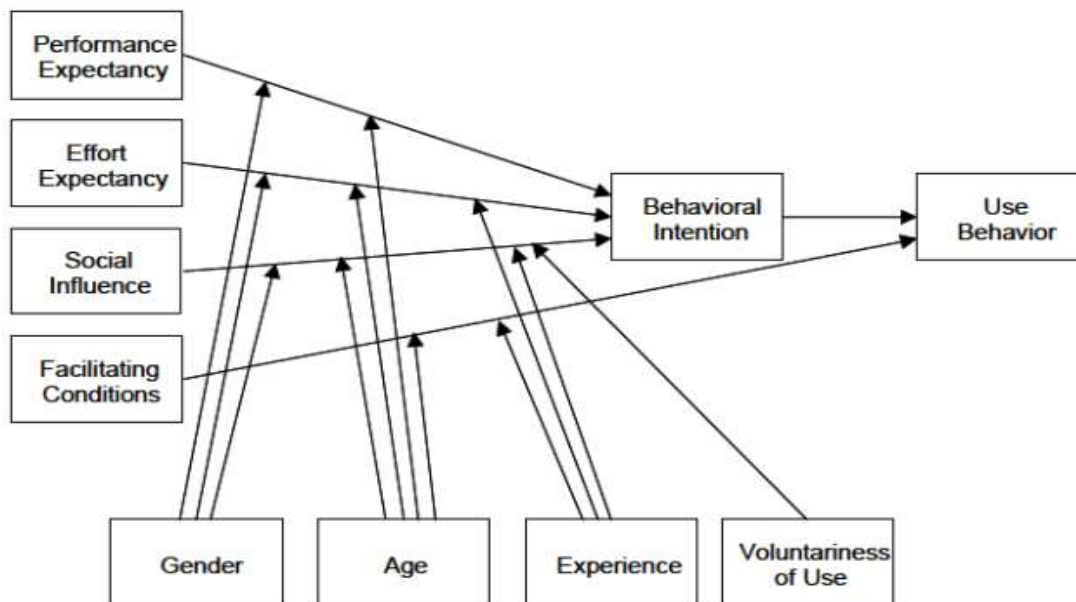 Performance
Expectancy
Effort
Expectancy
Social
Influence
Facilitating
Conditions
Behavioral
Intention
Use
Behavior
Gender
Age
Experience
Voluntariness
of Use